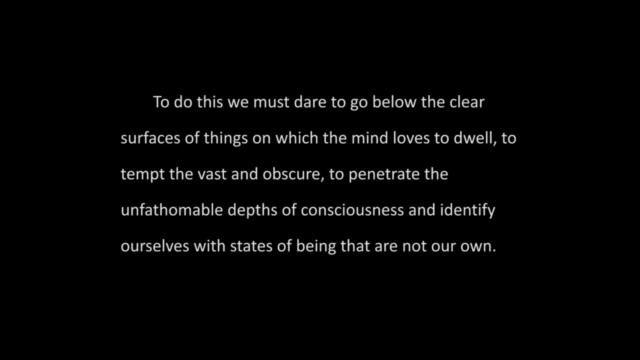 To do this we must dare to go below the clear
surfaces of things on which the mind loves to dwell, to
tempt the vast and obscure, to penetrate the
unfathomable depths of consciousness and identify
ourselves with states of being that are not our own.